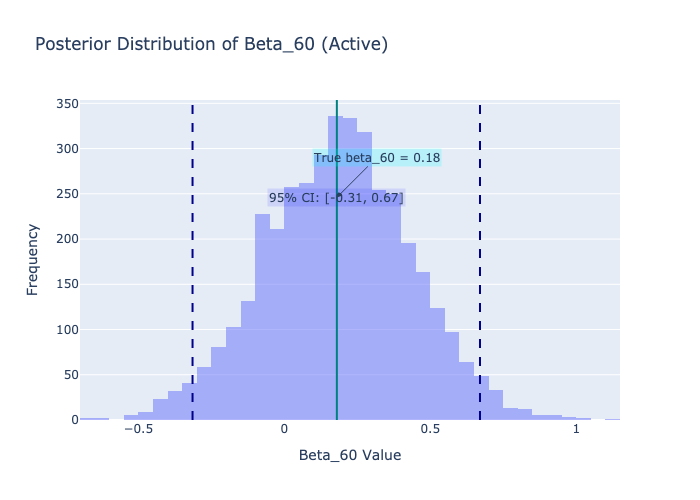 Posterior Distribution of Beta_60 (Active)
350
300
250
200
150
100
50
0
Frequency
True beta_60 = 0.18
95% CI: [-0.31, 0.67]
−0.5
0
0.5
1
Beta_60 Value